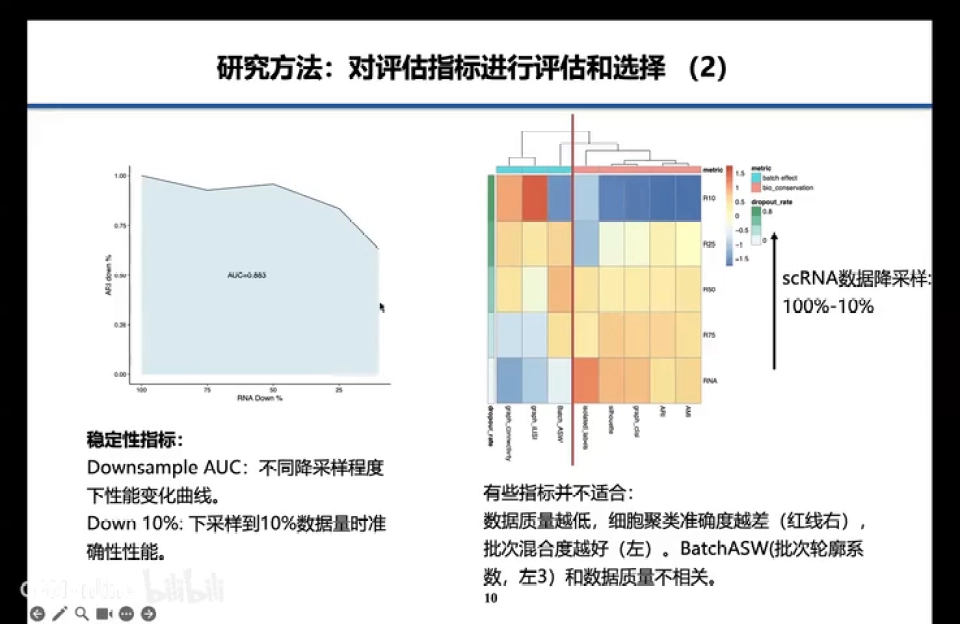 研究方法：对评估指标进行评估和选择 （2）
1.00
0.75
0.50
0.00
ARI down %
AUC=0.883
100
75
50
25
RNA Down %
稳定性指标：
Downsample AUC：不同降采样程度
下性能变化曲线。
Down 10%: 下采样到10%数据量时准
确性性能。
metric
R10
R25
R50
R75
RNA
1.5
1
0.5
0
−0.5
−1
−1.5
metric
batch effect
bio_conservation
dropout_rate
0.8
0
dropout_rate
graph_connectivity
graph_iLISI
Batch_ASW
isolated_labels
silhouette
graph_clisi
ARI
AMI
scRNA数据降采样:
100%-10%
有些指标并不适合：
数据质量越低，细胞聚类准确度越差（红线右），
批次混合度越好（左）。BatchASW(批次轮廓系
数，左3）和数据质量不相关。
10
bilibili